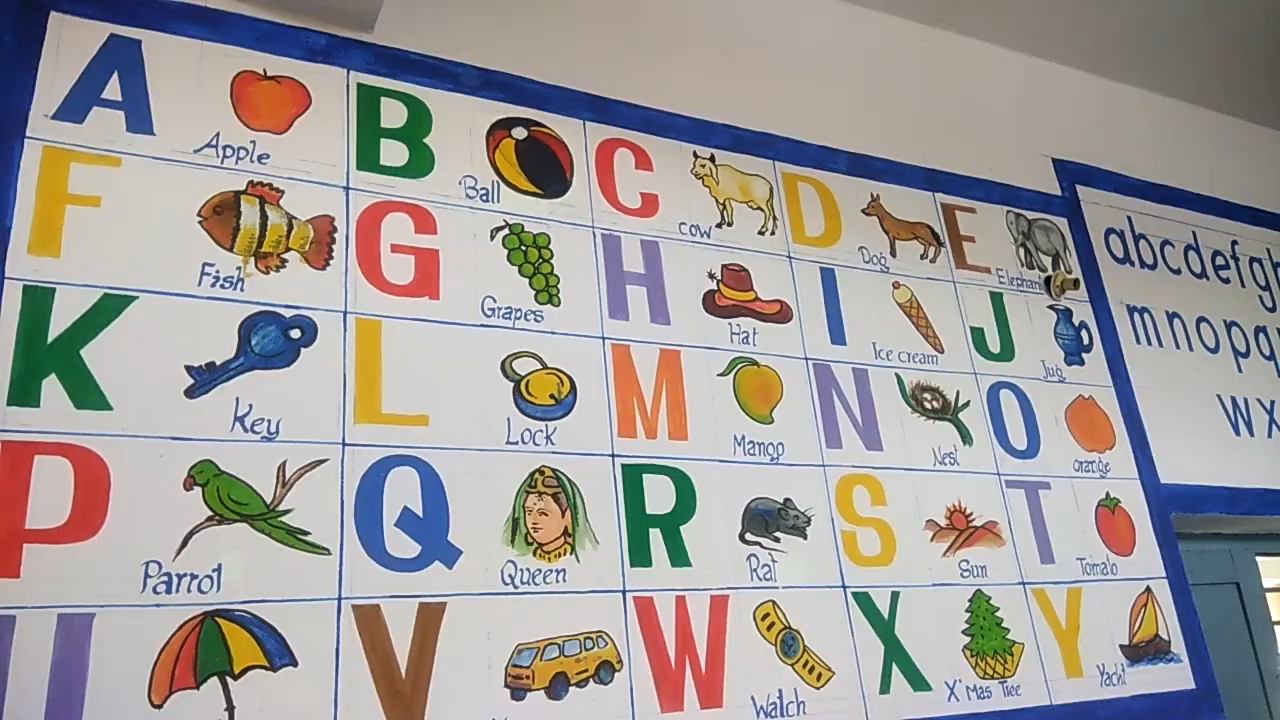 A Apple
B Ball
C cow
D Dog
E Elephant
F Fish
G Grapes
H Hat
I Ice cream
J Jug
K Key
L Lock
M Mango
N Nest
O orange
P Parrot
Q Queen
R Rat
S Sun
T Tomato
U
V
W Watch
X X'Mas Tree
Y Yacht
abcdefgh
mnopq
wx